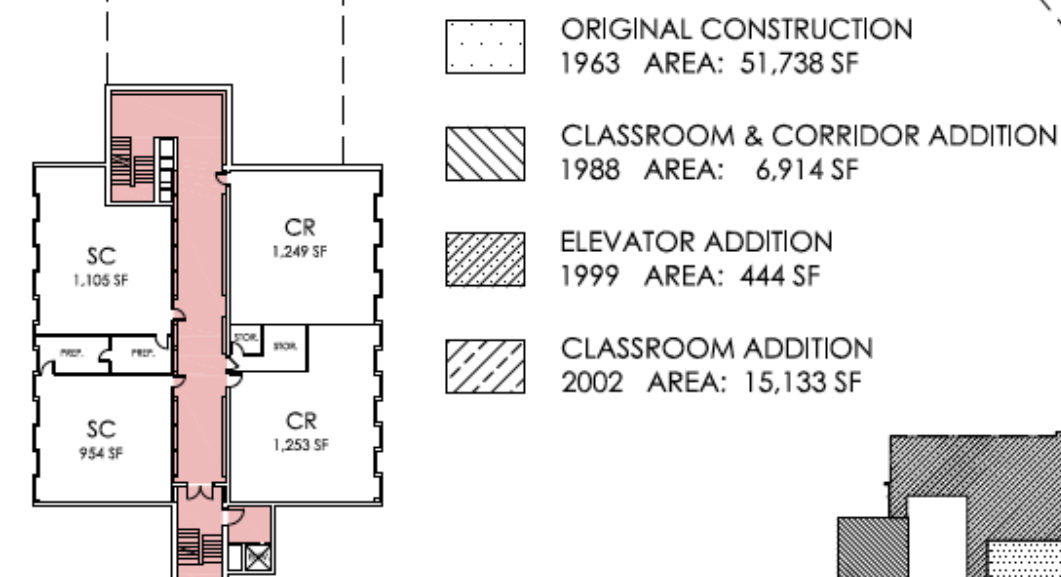 ORIGINAL CONSTRUCTION
1963 AREA: 51,738 SF
CLASSROOM & CORRIDOR ADDITION
1988 AREA: 6,914 SF
ELEVATOR ADDITION
1999 AREA: 444 SF
CLASSROOM ADDITION
2002 AREA: 15,133 SF
SC
1,105 SF
CR
1,249 SF
PREP.
PREP.
STOR.
STOR.
SC
954 SF
CR
1,253 SF